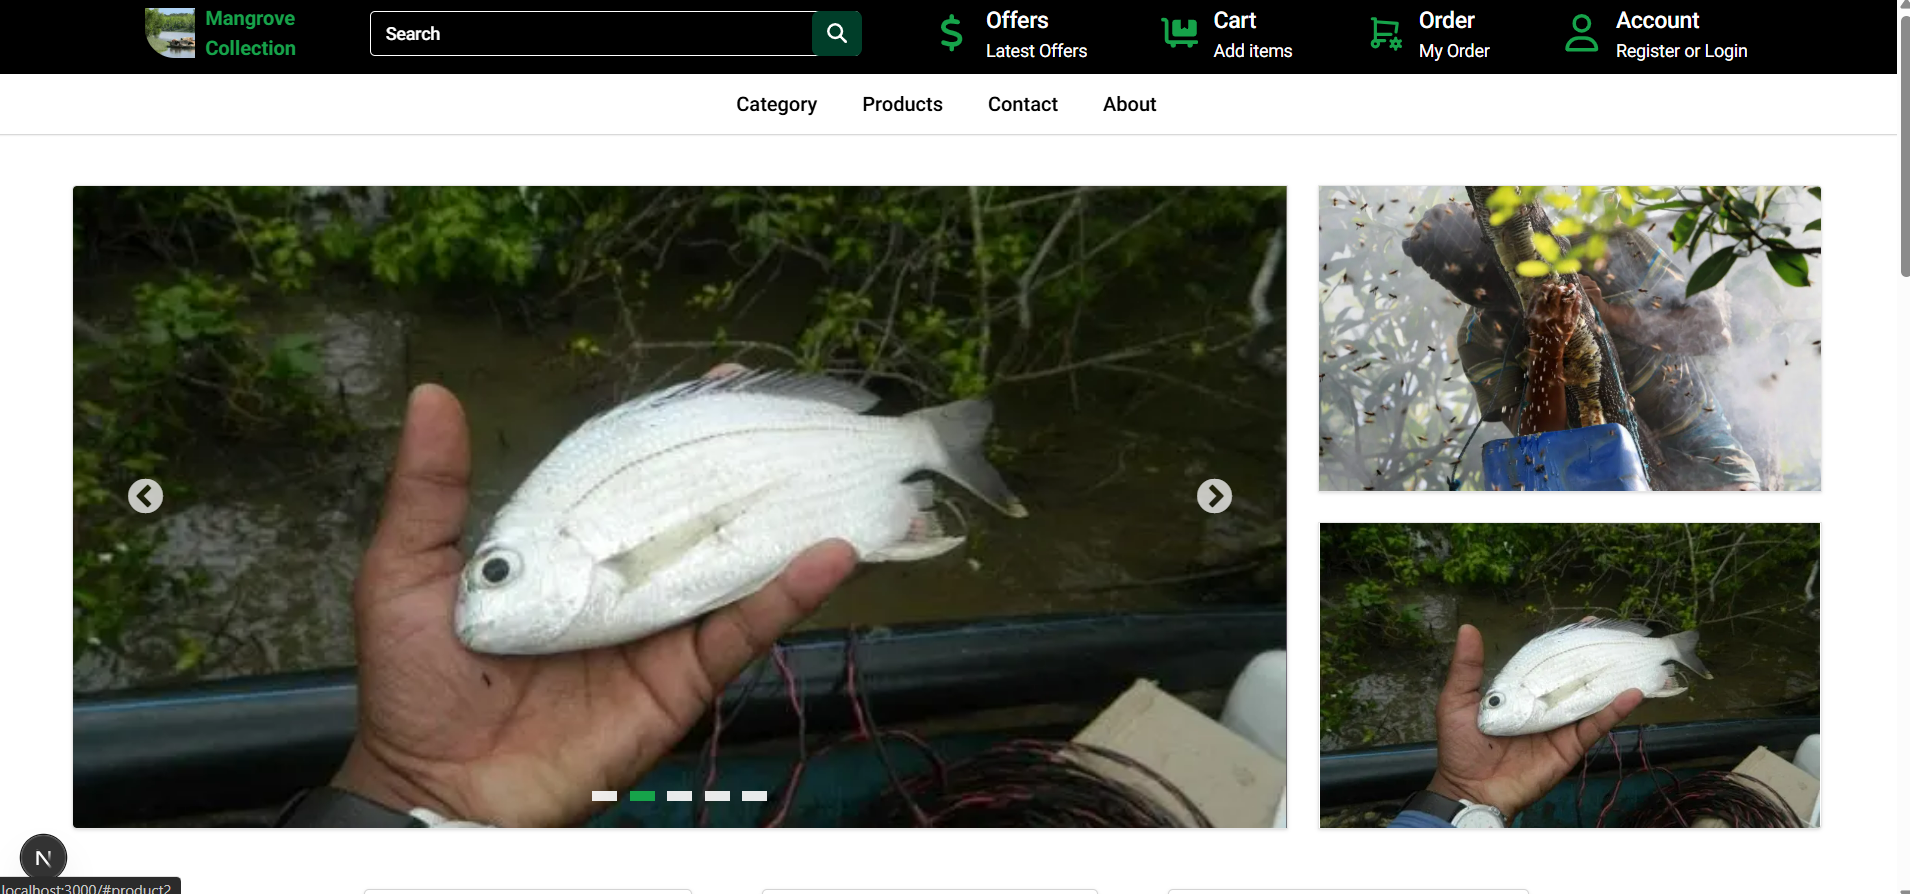 Mangrove
Collection
Search
Offers
Latest Offers
Cart
Add items
Order
My Order
Account
Register or Login
Category
Products
Contact
About
N
localhost:3000/#product2